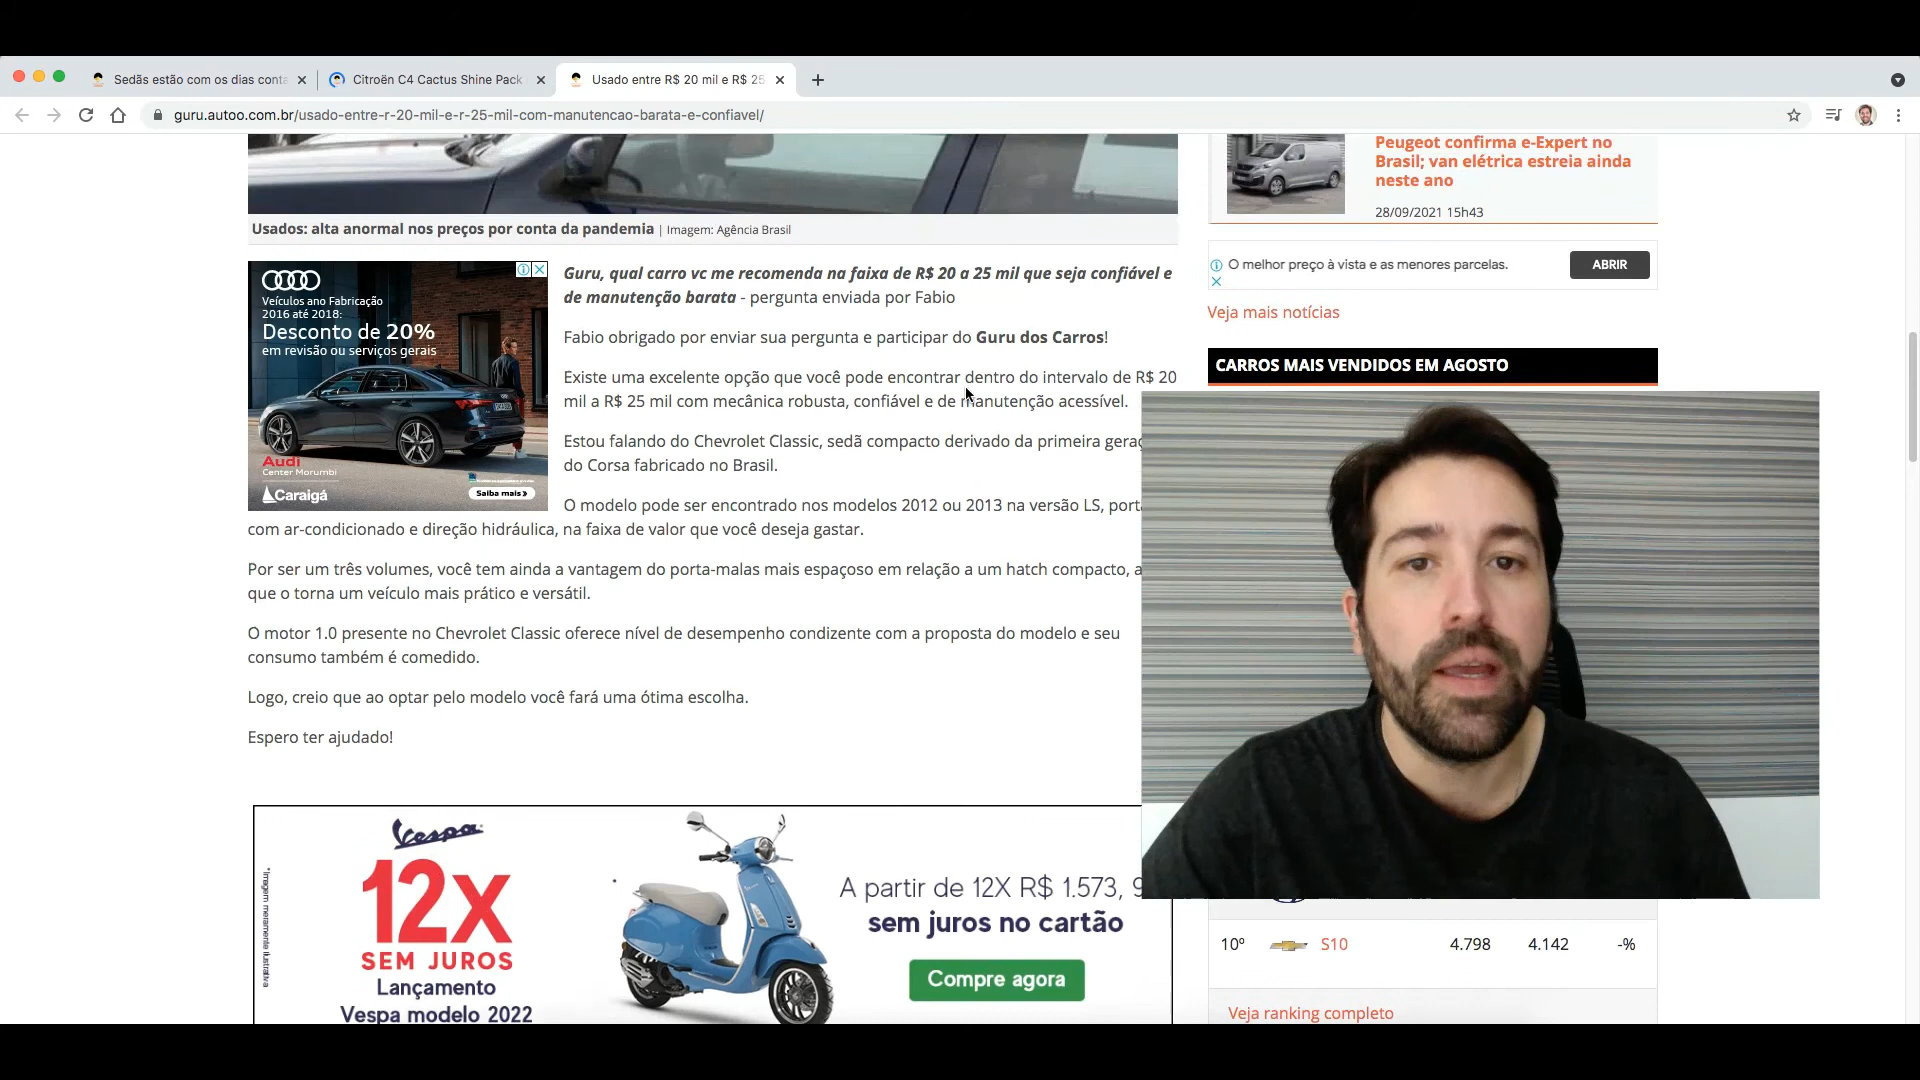 Sedãs estão com os dias conta
Citroën C4 Cactus Shine Pack
Usado entre R$ 20 mil e R$ 25
guru.autoo.com.br/usado-entre-r-20-mil-e-r-25-mil-com-manutencao-barata-e-confiavel/
Usados: alta anormal nos preços por conta da pandemia | Imagem: Agência Brasil
Veículos ano Fabricação
2016 até 2018:
Desconto de 20%
em revisão ou serviços gerais
Audi
Center Morumbi
Caraigá
Saiba mais
Guru, qual carro vc me recomenda na faixa de R$ 20 a 25 mil que seja confiável e
de manutenção barata - pergunta enviada por Fabio
Fabio obrigado por enviar sua pergunta e participar do Guru dos Carros!
Existe uma excelente opção que você pode encontrar dentro do intervalo de R$ 20
mil a R$ 25 mil com mecânica robusta, confiável e de manutenção acessível.
Estou falando do Chevrolet Classic, sedã compacto derivado da primeira geraç
do Corsa fabricado no Brasil.
O modelo pode ser encontrado nos modelos 2012 ou 2013 na versão LS, port
com ar-condicionado e direção hidráulica, na faixa de valor que você deseja gastar.
Por ser um três volumes, você tem ainda a vantagem do porta-malas mais espaçoso em relação a um hatch compacto, a
que o torna um veículo mais prático e versátil.
O motor 1.0 presente no Chevrolet Classic oferece nível de desempenho condizente com a proposta do modelo e seu
consumo também é comedido.
Logo, creio que ao optar pelo modelo você fará uma ótima escolha.
Espero ter ajudado!
*Imagem meramente ilustrativa
Vespa
12X
SEM JUROS
Lançamento
Vespa modelo 2022
A partir de 12X R$ 1.573, 9
sem juros no cartão
Compre agora
Peugeot confirma e-Expert no
Brasil; van elétrica estreia ainda
neste ano
28/09/2021 15h43
O melhor preço à vista e as menores parcelas.
ABRIR
Veja mais notícias
CARROS MAIS VENDIDOS EM AGOSTO
10º S10 4.798 4.142 -%
Veja ranking completo